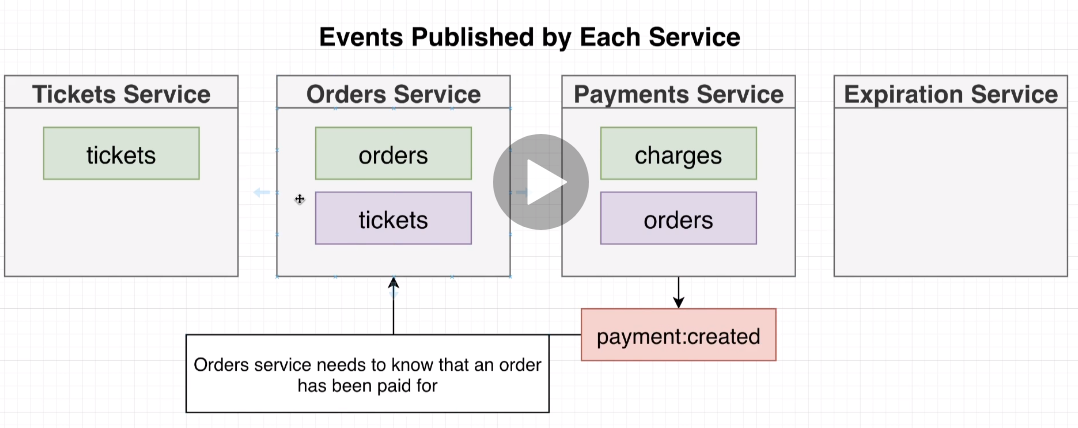 Events Published by Each Service
Tickets Service
Orders Service
Payments Service
Expiration Service
tickets
orders
charges
tickets
orders
payment:created
Orders service needs to know that an order
has been paid for